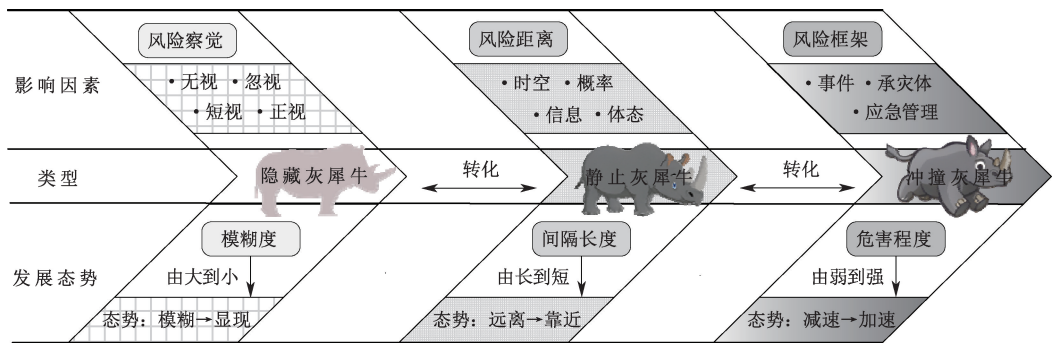 风险察觉 风险距离 风险框架
影响因素 ·无视 ·忽视 ·时空 ·概率 ·事件 ·承灾体
·短视 ·正视 ·信息 ·体态 ·应急管理
类型 隐藏灰犀牛 转化 静止灰犀牛 转化 冲撞灰犀牛
模糊度 间隔长度 危害程度
发展态势 由大到小 由长到短 由弱到强
态势：模糊→显现 态势：远离→靠近 态势：减速→加速